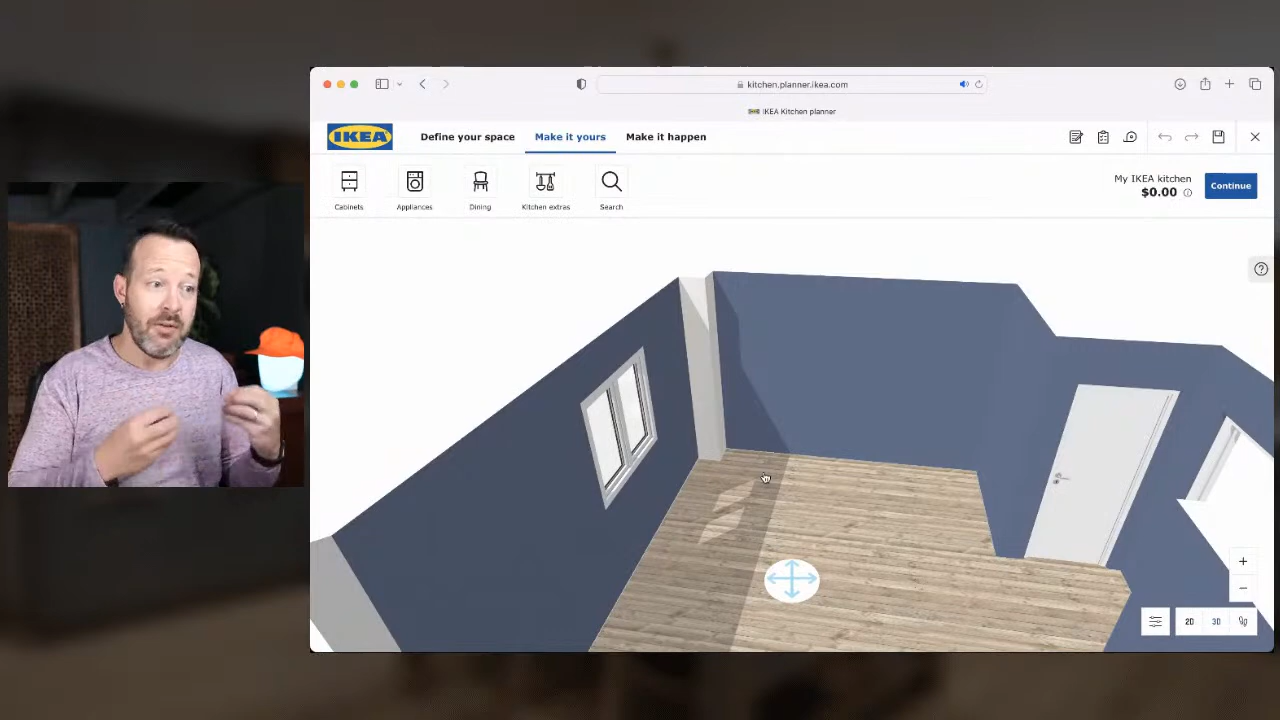 kitchen.planner.ikea.com
IKEA Kitchen planner
IKEA
Define your space
Make it yours
Make it happen
Cabinets
Appliances
Dining
Kitchen extras
Search
My IKEA kitchen
$0.00
Continue
2D
3D